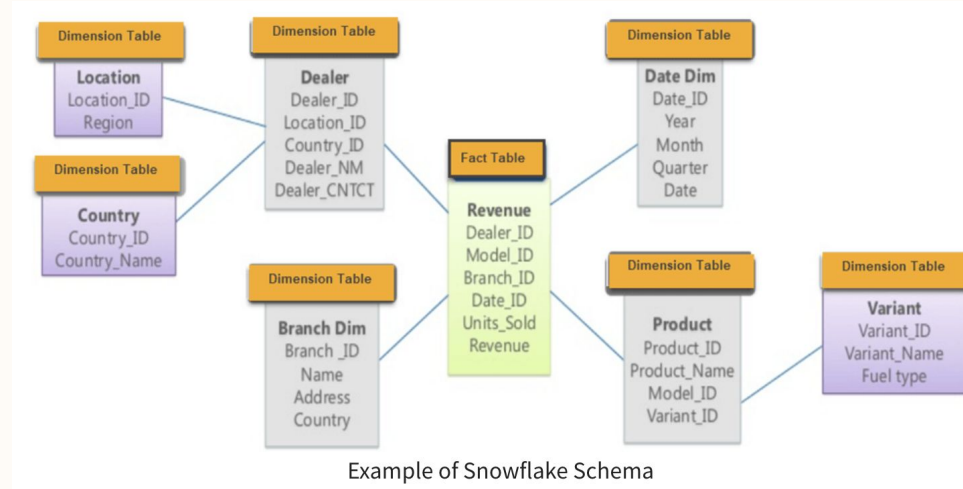 Dimension Table
Location
Location_ID
Region
Dimension Table
Country
Country_ID
Country_Name
Dimension Table
Dealer
Dealer_ID
Location_ID
Country_ID
Dealer_NM
Dealer_CNTCT
Dimension Table
Branch Dim
Branch _ID
Name
Address
Country
Fact Table
Revenue
Dealer_ID
Model_ID
Branch_ID
Date_ID
Units_Sold
Revenue
Dimension Table
Date Dim
Date_ID
Year
Month
Quarter
Date
Dimension Table
Product
Product_ID
Product_Name
Model_ID
Variant_ID
Dimension Table
Variant
Variant_ID
Variant_Name
Fuel type
Example of Snowflake Schema